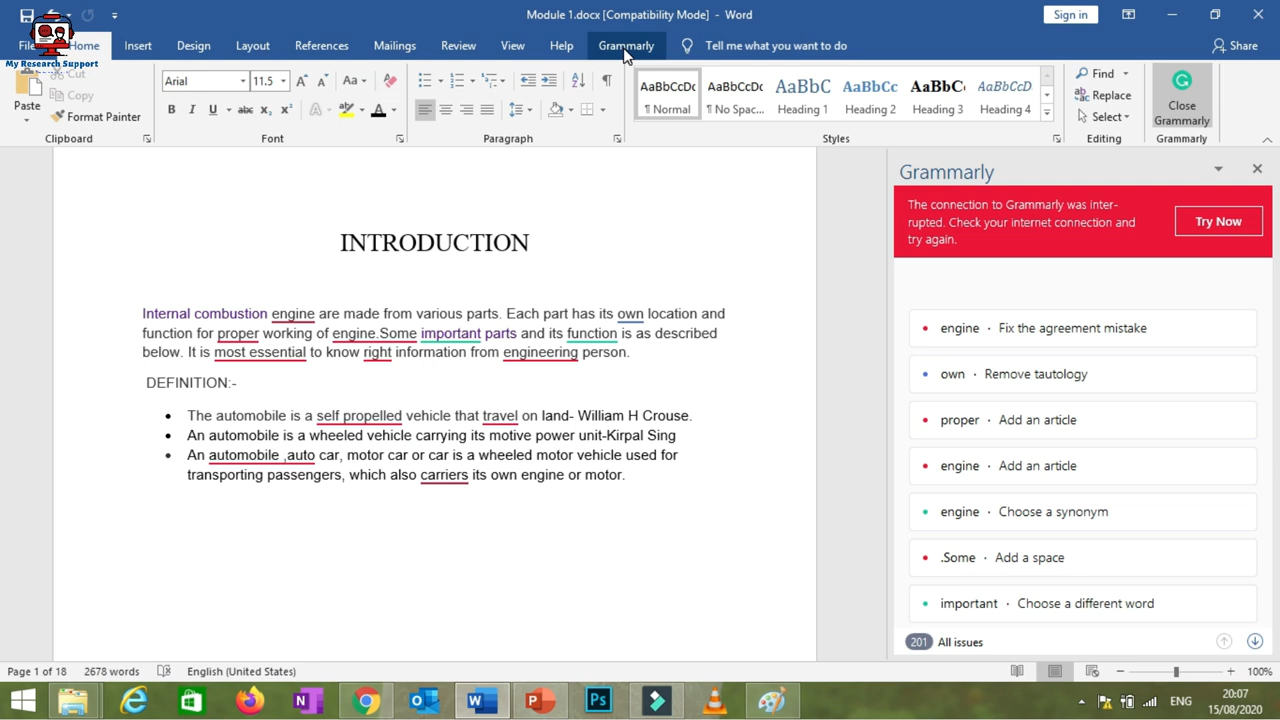 Module 1.docx [Compatibility Mode] - Word
Sign in
My Research Support
Home Insert Design Layout References Mailings Review View Help Grammarly Tell me what you want to do Share
Cut
Copy
Format Painter
Paste
Clipboard
Arial 11.5
Font
Paragraph
AaBbCcDc AaBbCcDc AaBbC AaBbCc AaBbCc AaBbCcD
¶ Normal ¶ No Spac... Heading 1 Heading 2 Heading 3 Heading 4
Styles
Find
Replace
Select
Editing
Close
Grammarly
Grammarly
INTRODUCTION
Internal combustion engine are made from various parts. Each part has its own location and
function for proper working of engine.Some important parts and its function is as described
below. It is most essential to know right information from engineering person.
DEFINITION:-
• The automobile is a self propelled vehicle that travel on land- William H Crouse.
• An automobile is a wheeled vehicle carrying its motive power unit-Kirpal Sing
• An automobile ,auto car, motor car or car is a wheeled motor vehicle used for
transporting passengers, which also carriers its own engine or motor.
Grammarly
The connection to Grammarly was inter-
rupted. Check your internet connection and
try again.
Try Now
engine · Fix the agreement mistake
own · Remove tautology
proper · Add an article
engine · Add an article
engine · Choose a synonym
.Some · Add a space
important · Choose a different word
201 All issues
Page 1 of 18 2678 words English (United States) 100%
ENG
20:07
15/08/2020